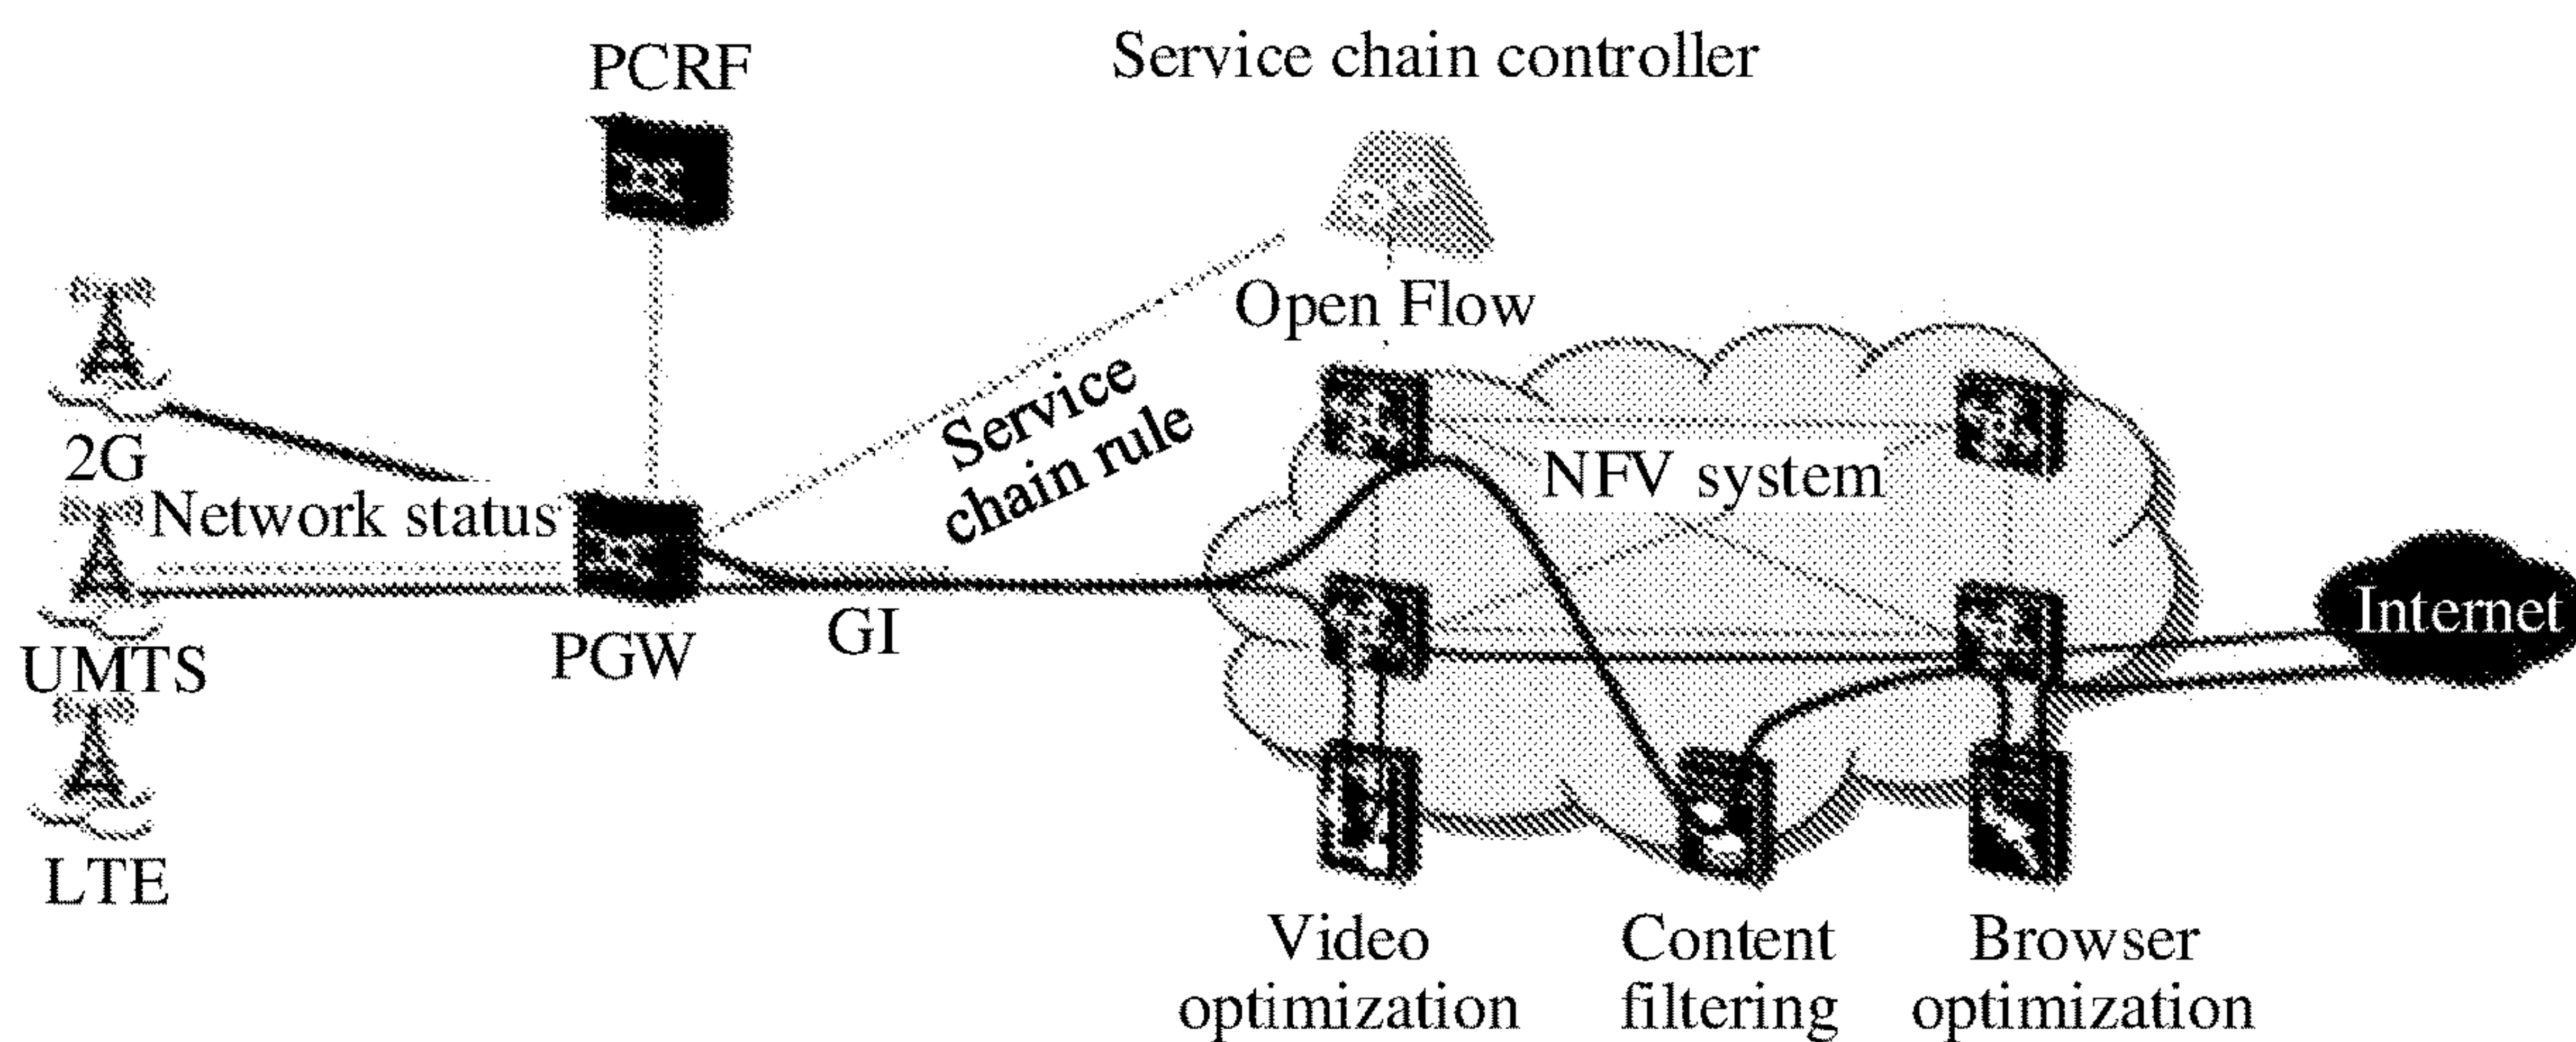 PCRF
Service chain controller
Open Flow
Service
chain rule
2G
Network status
NFV system
UMTS
PGW
GI
Internet
LTE
Video
optimization
Content
filtering
Browser
optimization